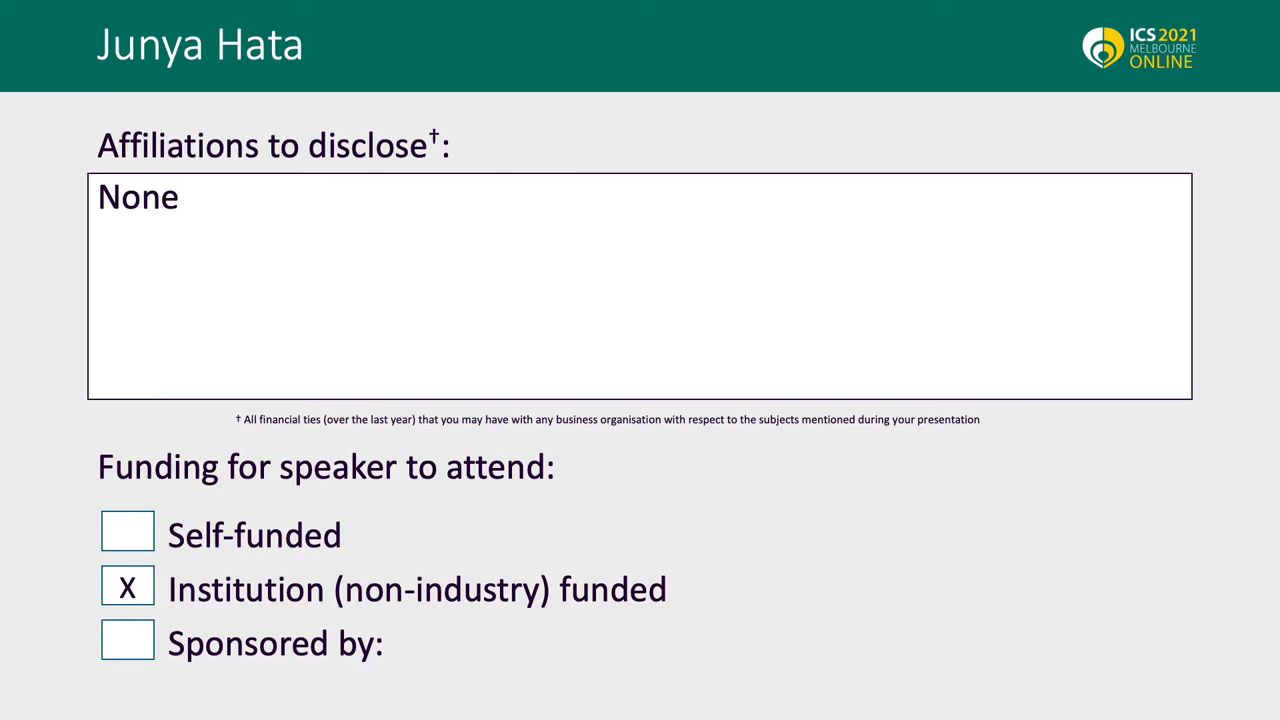 Junya Hata
ICS 2021
MELBOURNE
ONLINE
Affiliations to disclose†:
None
† All financial ties (over the last year) that you may have with any business organisation with respect to the subjects mentioned during your presentation
Funding for speaker to attend:
Self-funded
X Institution (non-industry) funded
Sponsored by: